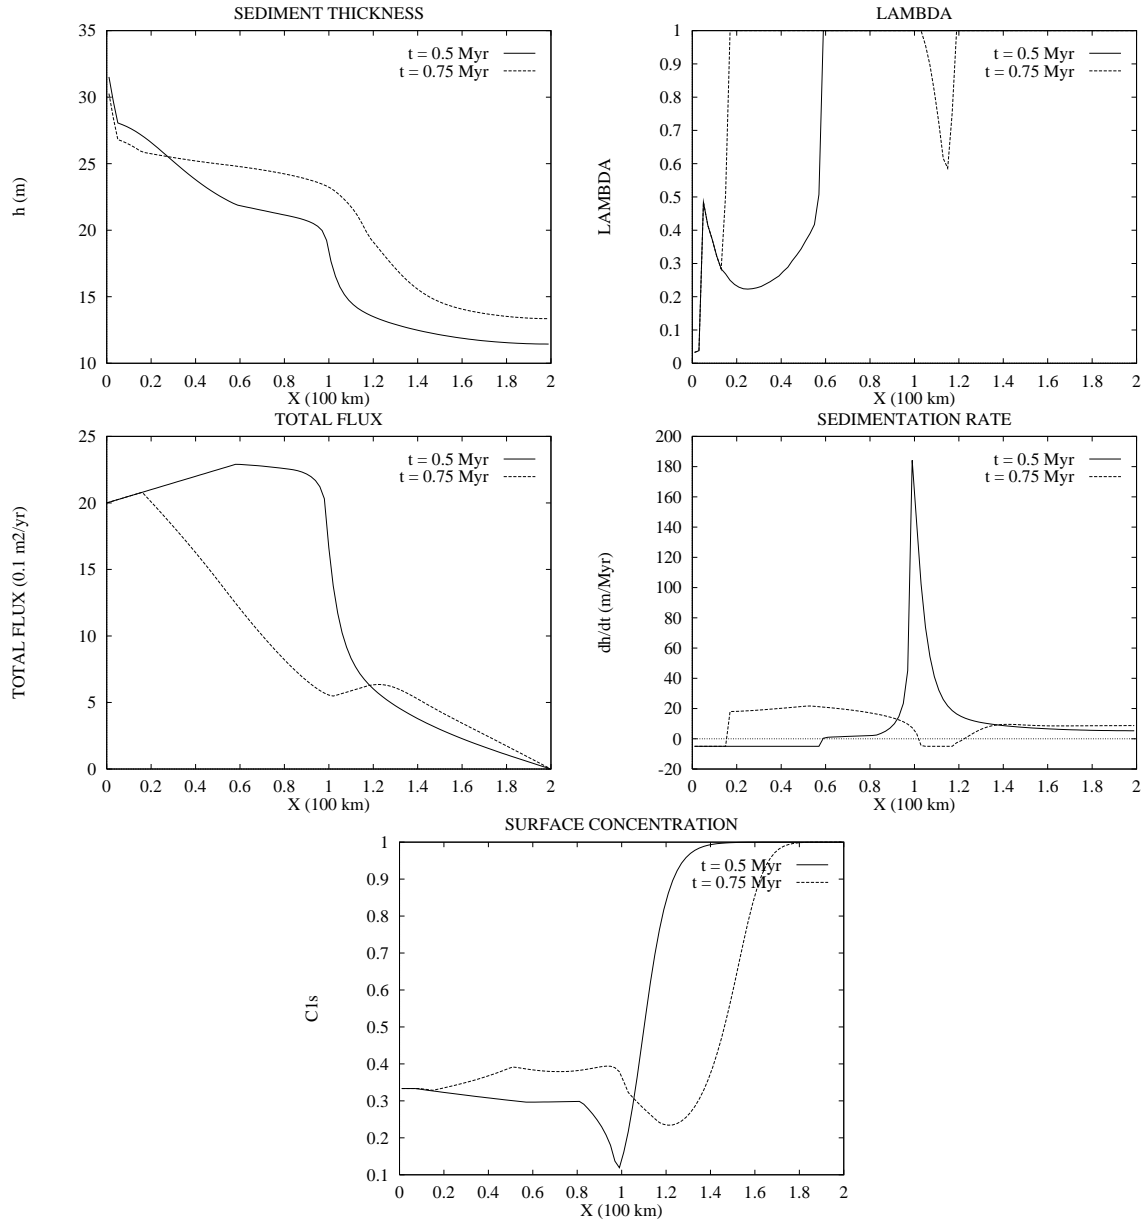 SEDIMENT THICKNESS
35
30
25
20
15
10
h (m)
t = 0.5 Myr
t = 0.75 Myr
0 0.2 0.4 0.6 0.8 1 1.2 1.4 1.6 1.8 2
X (100 km)
LAMBDA
1
0.9
0.8
0.7
0.6
0.5
0.4
0.3
0.2
0.1
0
LAMBDA
t = 0.5 Myr
t = 0.75 Myr
0 0.2 0.4 0.6 0.8 1 1.2 1.4 1.6 1.8 2
X (100 km)
TOTAL FLUX
25
20
15
10
5
0
TOTAL FLUX (0.1 m2/yr)
t = 0.5 Myr
t = 0.75 Myr
0 0.2 0.4 0.6 0.8 1 1.2 1.4 1.6 1.8 2
X (100 km)
SEDIMENTATION RATE
200
180
160
140
120
100
80
60
40
20
0
-20
dh/dt (m/Myr)
t = 0.5 Myr
t = 0.75 Myr
0 0.2 0.4 0.6 0.8 1 1.2 1.4 1.6 1.8 2
X (100 km)
SURFACE CONCENTRATION
1
0.9
0.8
0.7
0.6
0.5
0.4
0.3
0.2
0.1
C1s
t = 0.5 Myr
t = 0.75 Myr
0 0.2 0.4 0.6 0.8 1 1.2 1.4 1.6 1.8 2
X (100 km)